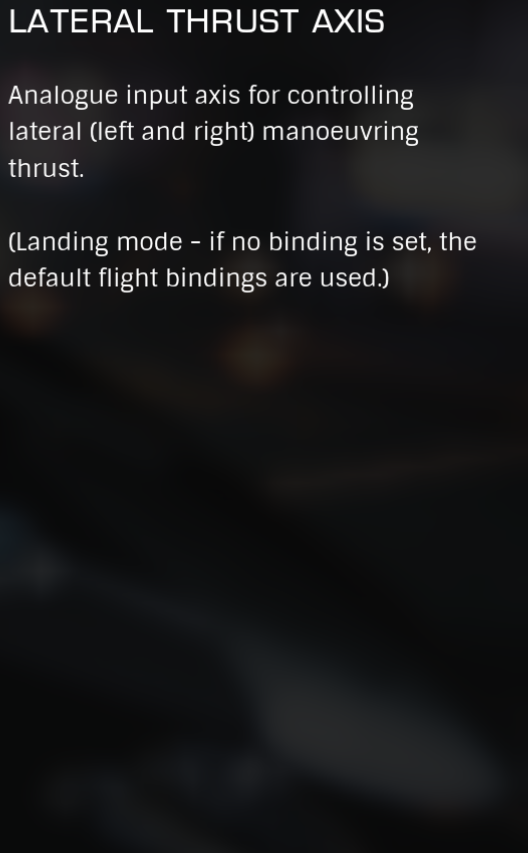 LATERAL THRUST AXIS
Analogue input axis for controlling
lateral (left and right) manoeuvring
thrust.
(Landing mode - if no binding is set, the
default flight bindings are used.)